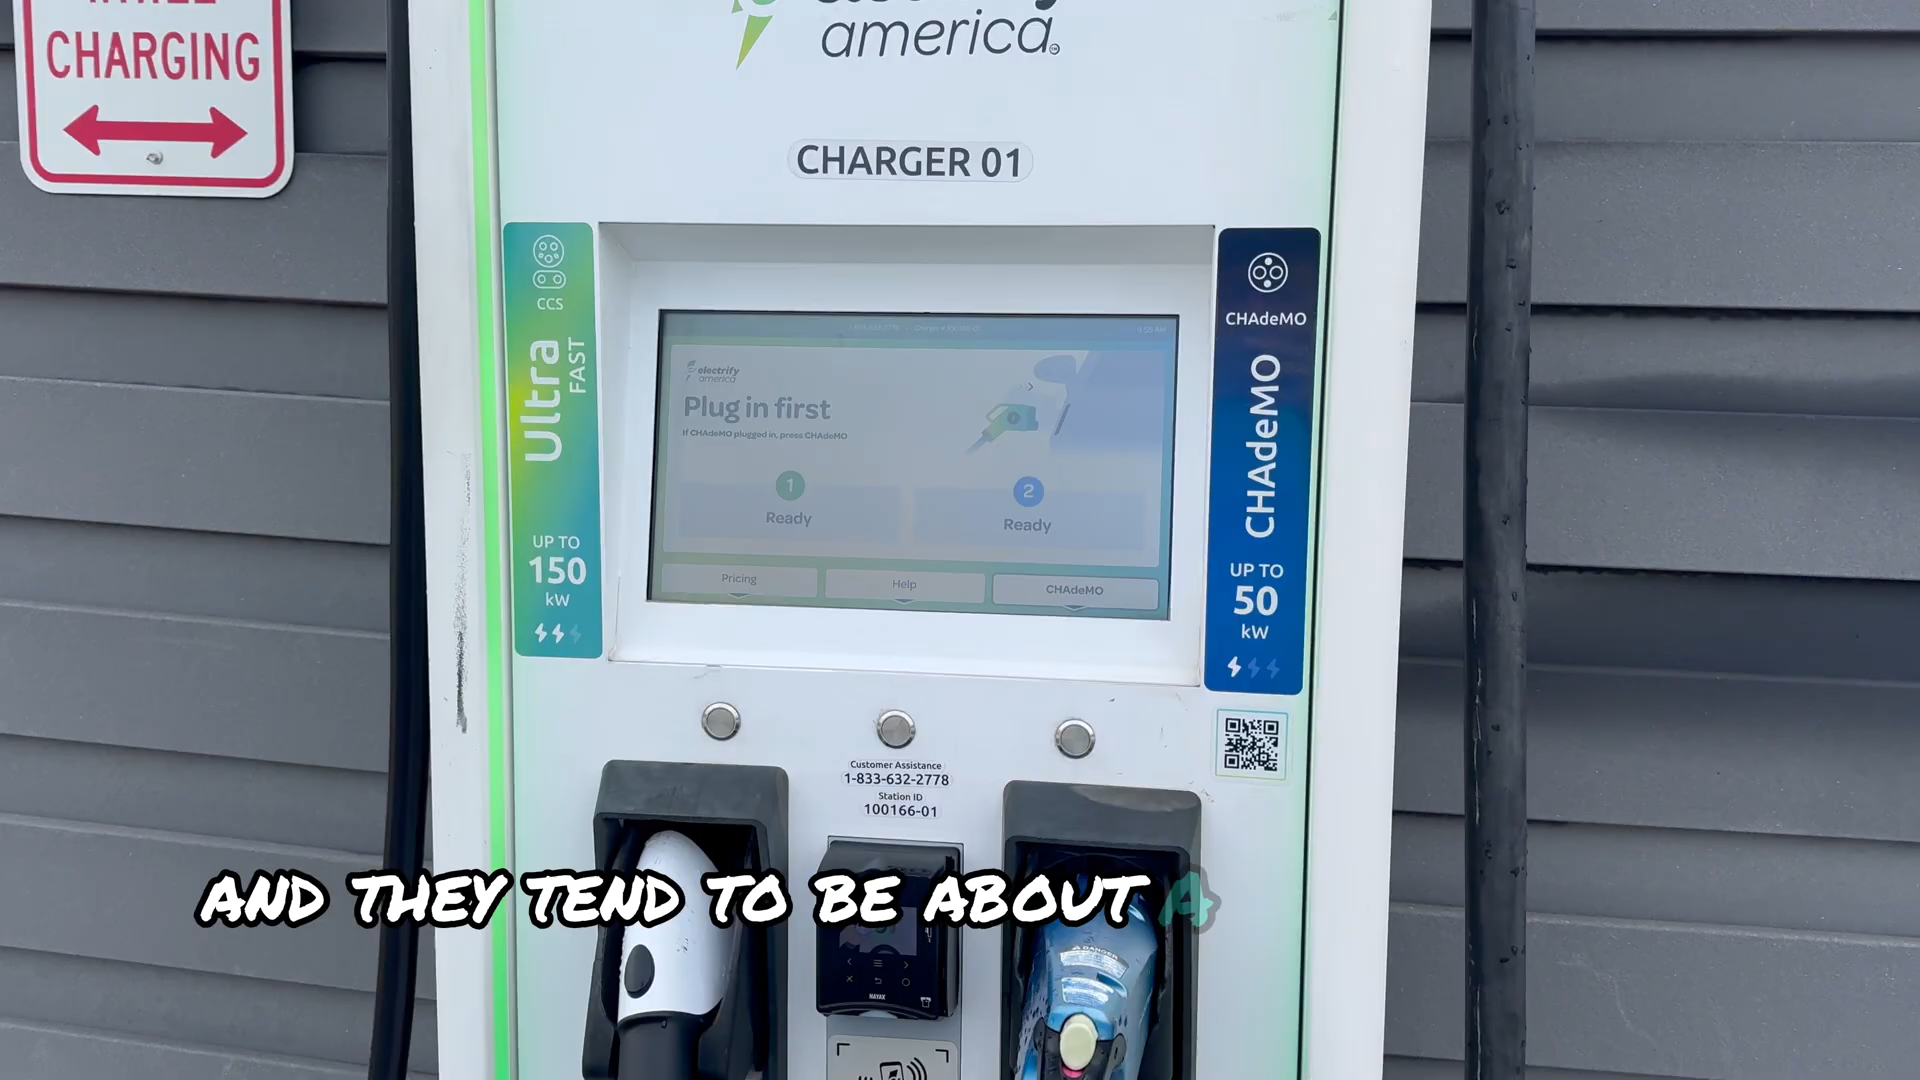 CHARGING
america
CHARGER 01
CCS
Ultra
FAST
UP TO
150
kW
CHAdeMO
CHAdeMO
UP TO
50
kW
electrify
america
Plug in first
If CHAdeMO plugged in, press CHAdeMO
1
Ready
2
Ready
Pricing
Help
CHAdeMO
Customer Assistance
1-833-632-2778
Station ID
100166-01
AND THEY TEND TO BE ABOUT A
DANGER
NAYAX